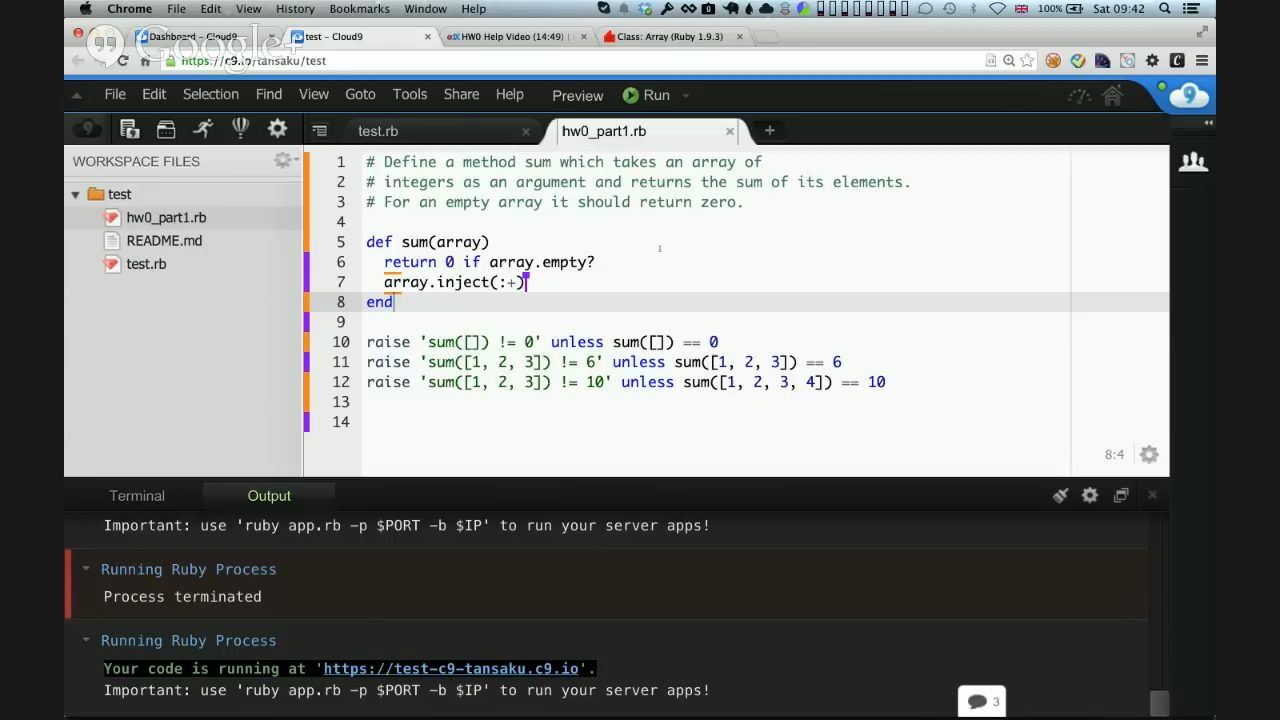 Chrome File Edit View History Bookmarks Window Help 100% Sat 09:42
Dashboard - Cloud9 test - Cloud9 HW0 Help Video (14:49) Class: Array (Ruby 1.9.3)
Google+
https://c9.io/tansaku/test
File Edit Selection Find View Goto Tools Share Help Preview Run
WORKSPACE FILES
test
hw0_part1.rb
README.md
test.rb
test.rb hw0_part1.rb
1 # Define a method sum which takes an array of
2 # integers as an argument and returns the sum of its elements.
3 # For an empty array it should return zero.
4
5 def sum(array)
6 return 0 if array.empty?
7 array.inject(:+)
8 end
9
10 raise 'sum([]) != 0' unless sum([]) == 0
11 raise 'sum([1, 2, 3]) != 6' unless sum([1, 2, 3]) == 6
12 raise 'sum([1, 2, 3]) != 10' unless sum([1, 2, 3, 4]) == 10
13
14
8:4
Terminal Output
Important: use 'ruby app.rb -p $PORT -b $IP' to run your server apps!
Running Ruby Process
Process terminated
Running Ruby Process
Your code is running at 'https://test-c9-tansaku.c9.io'.
Important: use 'ruby app.rb -p $PORT -b $IP' to run your server apps!
3